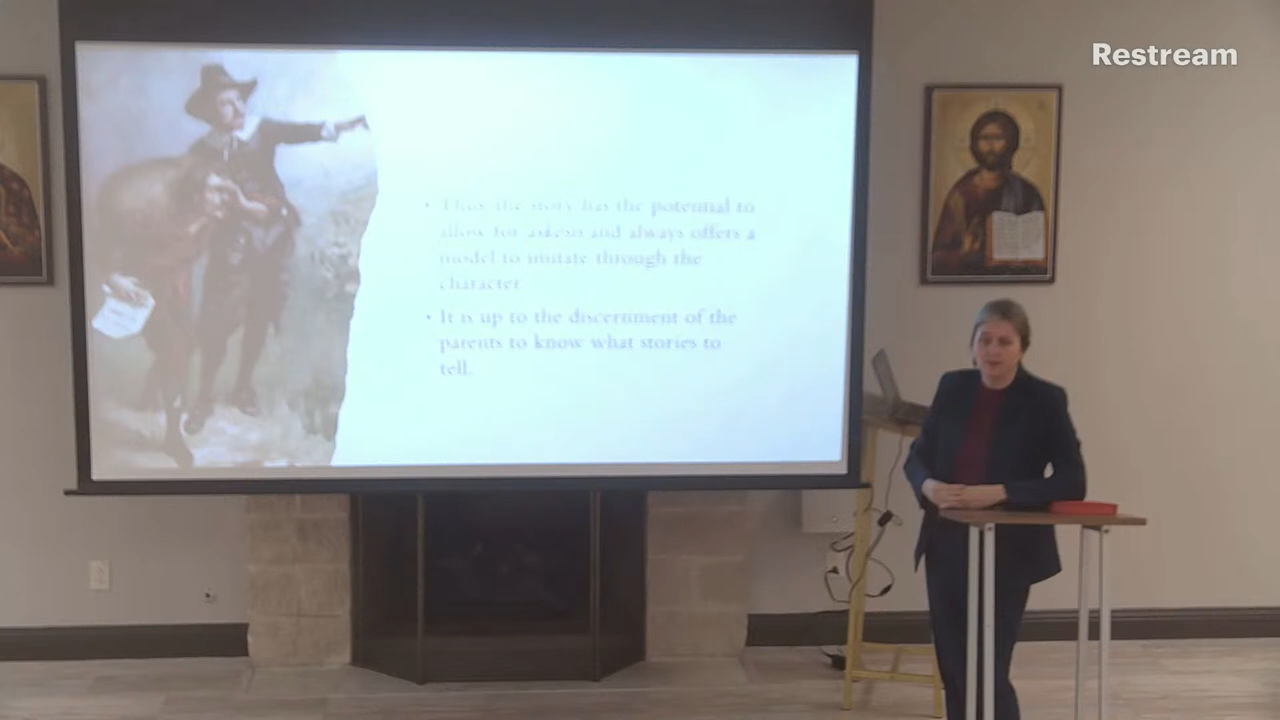 Restream
• Thus, the story has the potential to
allow for askesis and always offers a
model to imitate through the
character.
• It is up to the discernment of the
parents to know what stories to
tell.